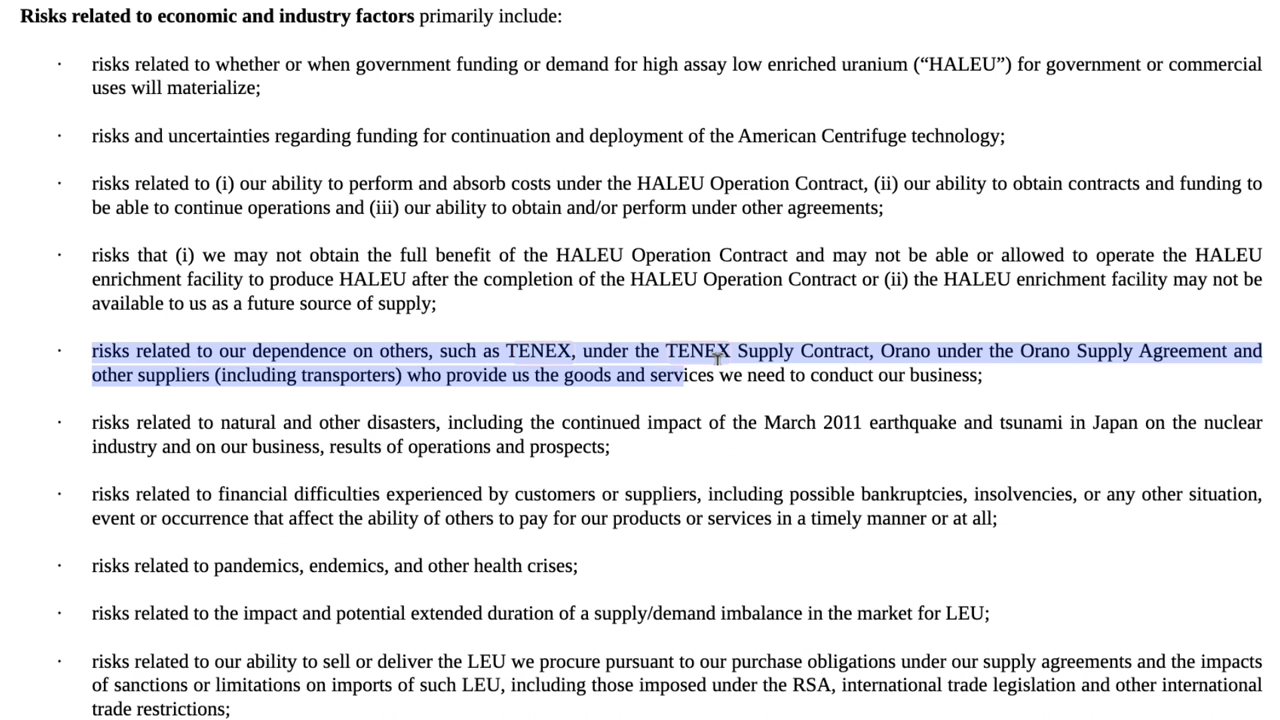 Risks related to economic and industry factors primarily include:
· risks related to whether or when government funding or demand for high assay low enriched uranium (“HALEU”) for government or commercial
uses will materialize;
· risks and uncertainties regarding funding for continuation and deployment of the American Centrifuge technology;
· risks related to (i) our ability to perform and absorb costs under the HALEU Operation Contract, (ii) our ability to obtain contracts and funding to
be able to continue operations and (iii) our ability to obtain and/or perform under other agreements;
· risks that (i) we may not obtain the full benefit of the HALEU Operation Contract and may not be able or allowed to operate the HALEU
enrichment facility to produce HALEU after the completion of the HALEU Operation Contract or (ii) the HALEU enrichment facility may not be
available to us as a future source of supply;
· risks related to our dependence on others, such as TENEX, under the TENEX Supply Contract, Orano under the Orano Supply Agreement and
other suppliers (including transporters) who provide us the goods and services we need to conduct our business;
· risks related to natural and other disasters, including the continued impact of the March 2011 earthquake and tsunami in Japan on the nuclear
industry and on our business, results of operations and prospects;
· risks related to financial difficulties experienced by customers or suppliers, including possible bankruptcies, insolvencies, or any other situation,
event or occurrence that affect the ability of others to pay for our products or services in a timely manner or at all;
· risks related to pandemics, endemics, and other health crises;
· risks related to the impact and potential extended duration of a supply/demand imbalance in the market for LEU;
· risks related to our ability to sell or deliver the LEU we procure pursuant to our purchase obligations under our supply agreements and the impacts
of sanctions or limitations on imports of such LEU, including those imposed under the RSA, international trade legislation and other international
trade restrictions;